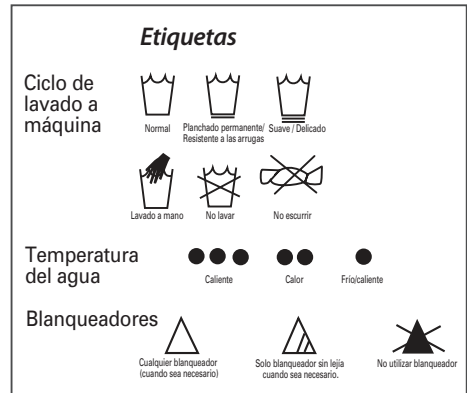 Etiquetas
Ciclo de
lavado a
máquina
Normal
Planchado permanente/
Resistente a las arrugas
Suave / Delicado
Lavado a mano
No lavar
No escurrir
Temperatura
del agua
Caliente
Calor
Frío/caliente
Blanqueadores
Cualquier blanqueador
(cuando sea necesario)
Solo blanqueador sin lejía
cuando sea necesario.
No utilizar blanqueador